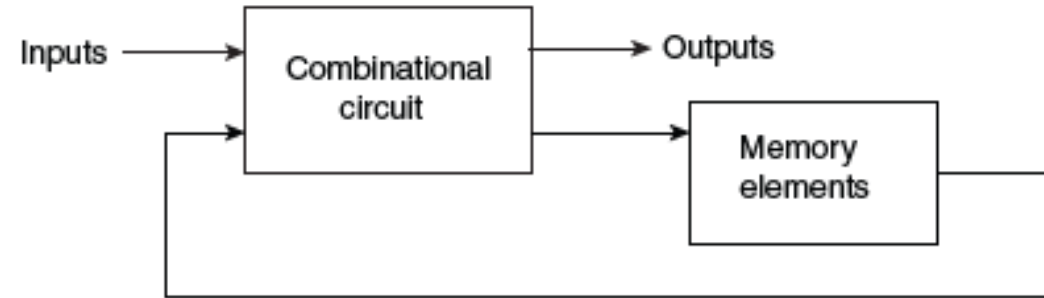 Inputs
Combinational
circuit
Outputs
Memory
elements